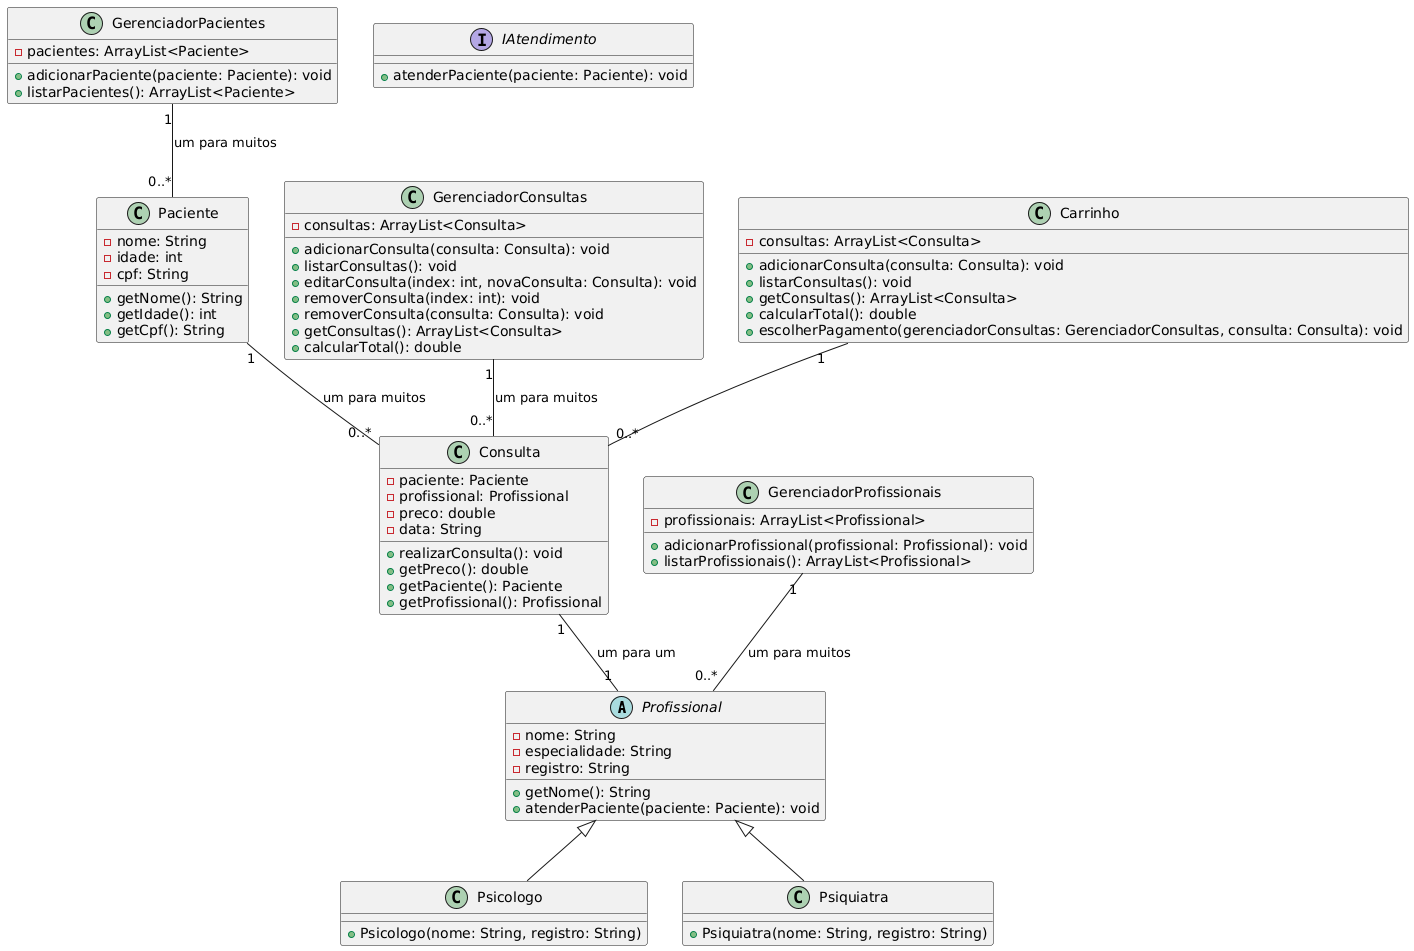 C GerenciadorPacientes
pacientes: ArrayList<Paciente>
adicionarPaciente(paciente: Paciente): void
listarPacientes(): ArrayList<Paciente>
I IAtendimento
atenderPaciente(paciente: Paciente): void
1
um para muitos
0..*
C Paciente
nome: String
idade: int
cpf: String
getNome(): String
getIdade(): int
getCpf(): String
C GerenciadorConsultas
consultas: ArrayList<Consulta>
adicionarConsulta(consulta: Consulta): void
listarConsultas(): void
editarConsulta(index: int, novaConsulta: Consulta): void
removerConsulta(index: int): void
removerConsulta(consulta: Consulta): void
getConsultas(): ArrayList<Consulta>
calcularTotal(): double
C Carrinho
consultas: ArrayList<Consulta>
adicionarConsulta(consulta: Consulta): void
listarConsultas(): void
getConsultas(): ArrayList<Consulta>
calcularTotal(): double
escolherPagamento(gerenciadorConsultas: GerenciadorConsultas, consulta: Consulta): void
1
um para muitos
0..*
1
um para muitos
0..*
1
0..*
C Consulta
paciente: Paciente
profissional: Profissional
preco: double
data: String
realizarConsulta(): void
getPreco(): double
getPaciente(): Paciente
getProfissional(): Profissional
C GerenciadorProfissionais
profissionais: ArrayList<Profissional>
adicionarProfissional(profissional: Profissional): void
listarProfissionais(): ArrayList<Profissional>
1
um para um
1
1
um para muitos
0..*
A Profissional
nome: String
especialidade: String
registro: String
getNome(): String
atenderPaciente(paciente: Paciente): void
C Psicologo
Psicologo(nome: String, registro: String)
C Psiquiatra
Psiquiatra(nome: String, registro: String)